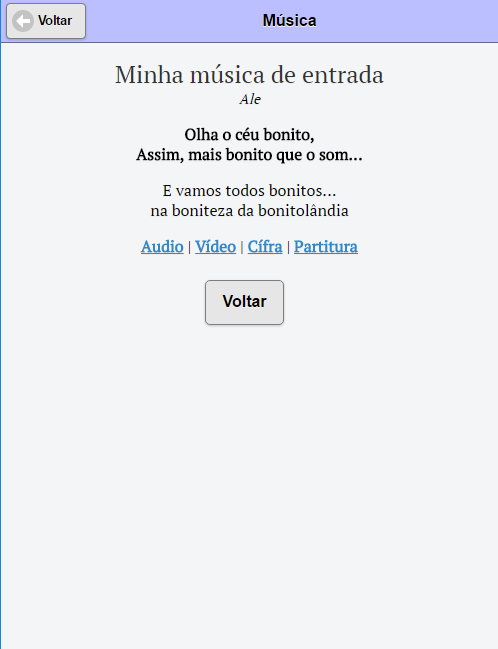 Voltar
Música
Minha música de entrada
Ale
Olha o céu bonito,
Assim, mais bonito que o som...
E vamos todos bonitos...
na boniteza da bonitolândia
Audio | Vídeo | Cífra | Partitura
Voltar